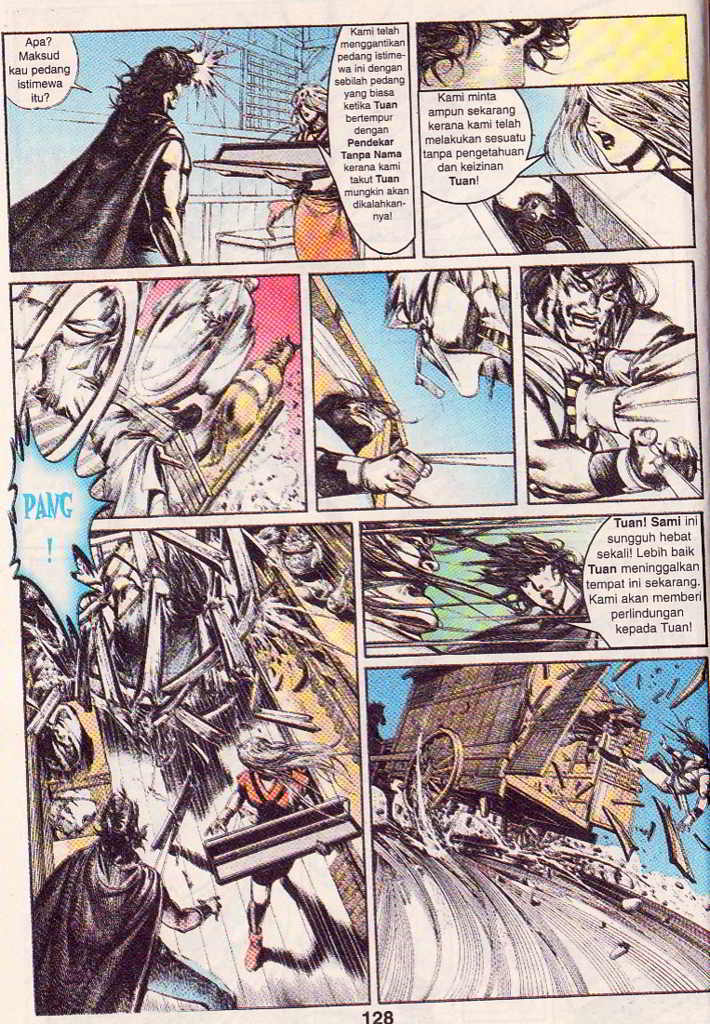 Apa?
Maksud
kau pedang
istimewa
itu?
Kami telah
menggantikan
pedang istime-
wa ini dengan
sebilah pedang
yang biasa
ketika Tuan
bertempur
dengan
Pendekar
Tanpa Nama
kerana kami
takut Tuan
mungkin akan
dikalahkan-
nya!
Kami minta
ampun sekarang
kerana kami telah
melakukan sesuatu
tanpa pengetahuan
dan keizinan
Tuan!
PANG
!
Tuan! Sami ini
sungguh hebat
sekali! Lebih baik
Tuan meninggalkan
tempat ini sekarang.
Kami akan memberi
perlindungan
kepada Tuan!
128